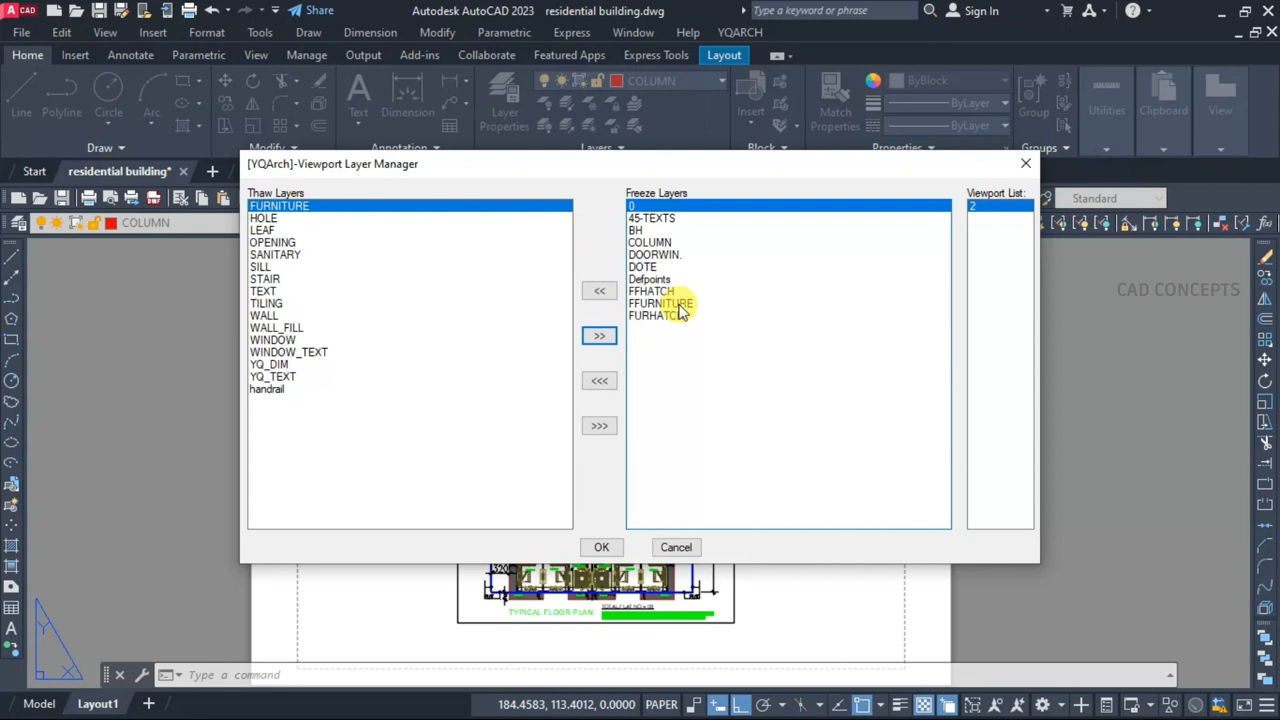 Share
Autodesk AutoCAD 2023 residential building.dwg
Type a keyword or phrase
Sign In
File Edit View Insert Format Tools Draw Dimension Modify Parametric Express Window Help YQARCH
Home Insert Annotate Parametric View Manage Output Add-ins Collaborate Featured Apps Express Tools Layout
COLUMN
ByBlock
ByLayer
ByLayer
Line Polyline Circle Arc
Text Dimension
Layer Properties
Insert
Match Properties
Group
Utilities
Clipboard
View
Draw Modify Annotation Layers Block Properties Groups
Start residential building*
[YQArch]-Viewport Layer Manager
Standard
COLUMN
Thaw Layers
FURNITURE
HOLE
LEAF
OPENING
SANITARY
SILL
STAIR
TEXT
TILING
WALL
WALL_FILL
WINDOW
WINDOW_TEXT
YQ_DIM
YQ_TEXT
handrail
<<
>>
<<<
>>>
Freeze Layers
0
45-TEXTS
BH
COLUMN
DOORWIN.
DOTE
Defpoints
FFHATCH
FFURNITURE
FURHATCH
Viewport List:
2
OK Cancel
CAD CONCEPTS
TYPICAL FLOOR PLAN
Y
X
Type a command
Model Layout1
184.4583, 113.4012, 0.0000 PAPER